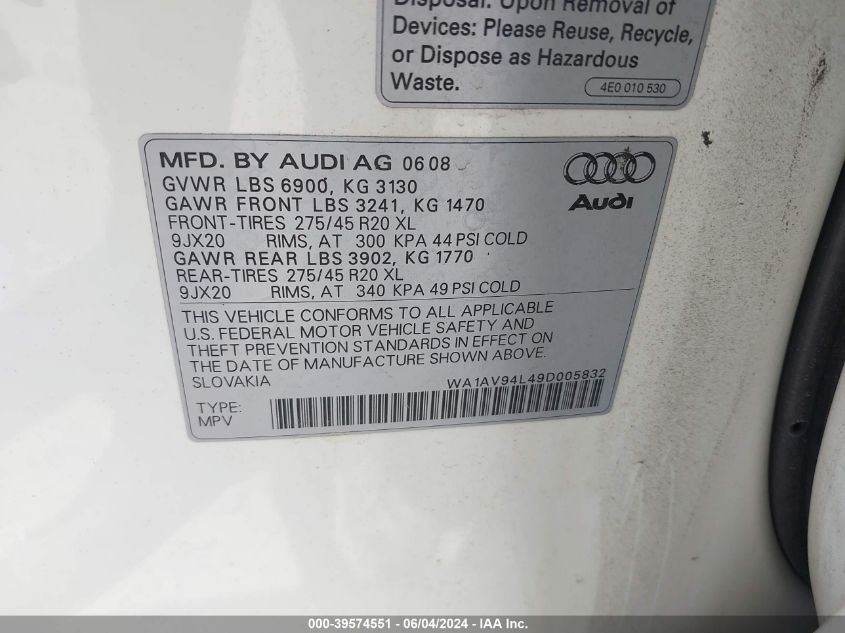 Disposal. Upon Removal of
Devices: Please Reuse, Recycle,
or Dispose as Hazardous
Waste.
4E0 010 530
MFD. BY AUDI AG 06 08
GVWR LBS 6900, KG 3130
GAWR FRONT LBS 3241, KG 1470
FRONT-TIRES 275/45 R20 XL
9JX20 RIMS, AT 300 KPA 44 PSI COLD
GAWR REAR LBS 3902, KG 1770
REAR-TIRES 275/45 R20 XL
9JX20 RIMS, AT 340 KPA 49 PSI COLD
Audi
THIS VEHICLE CONFORMS TO ALL APPLICABLE
U.S. FEDERAL MOTOR VEHICLE SAFETY AND
THEFT PREVENTION STANDARDS IN EFFECT ON
THE DATE OF MANUFACTURE SHOWN ABOVE.
SLOVAKIA WA1AV94L49D005832
TYPE:
MPV
000-39574551 - 06/04/2024 - IAA Inc.